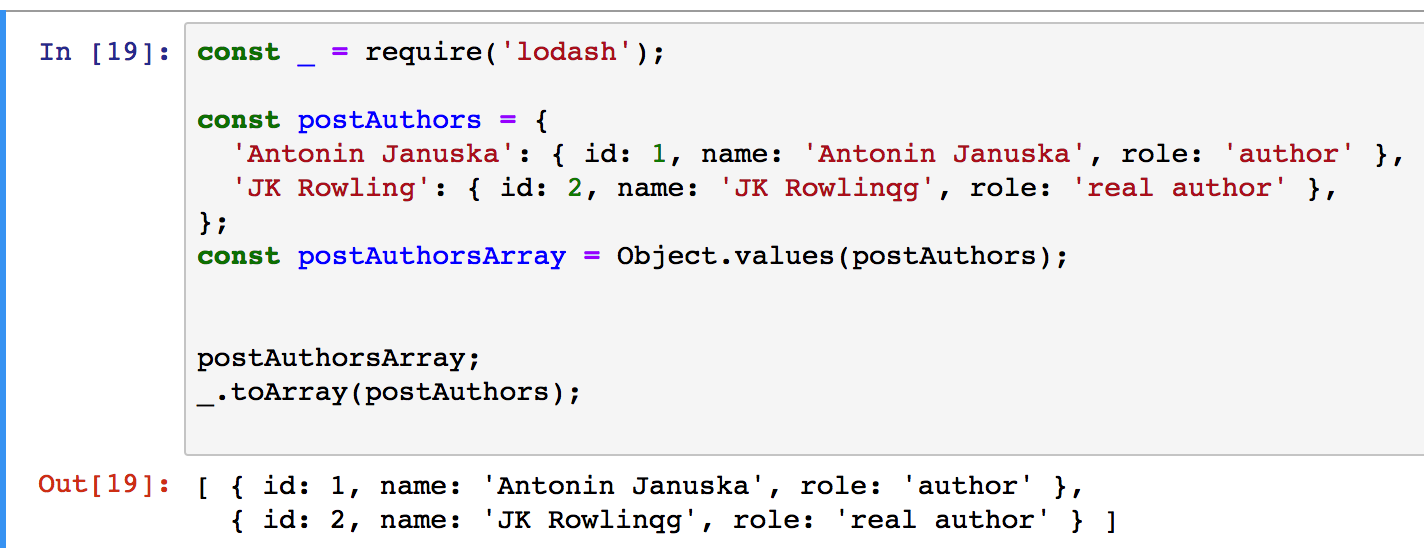 In [19]: const _ = require('lodash');
const postAuthors = {
'Antonin Januska': { id: 1, name: 'Antonin Januska', role: 'author' },
'JK Rowling': { id: 2, name: 'JK Rowlinqg', role: 'real author' },
};
const postAuthorsArray = Object.values(postAuthors);
postAuthorsArray;
_.toArray(postAuthors);
Out[19]: [ { id: 1, name: 'Antonin Januska', role: 'author' },
{ id: 2, name: 'JK Rowlinqg', role: 'real author' } ]